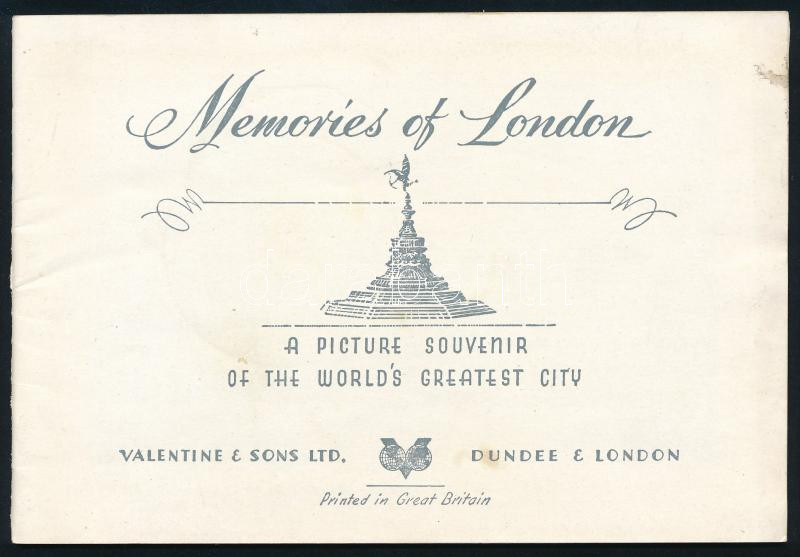 Memories of London
A PICTURE SOUVENIR
OF THE WORLD'S GREATEST CITY
VALENTINE & SONS LTD. DUNDEE & LONDON
Printed in Great Britain